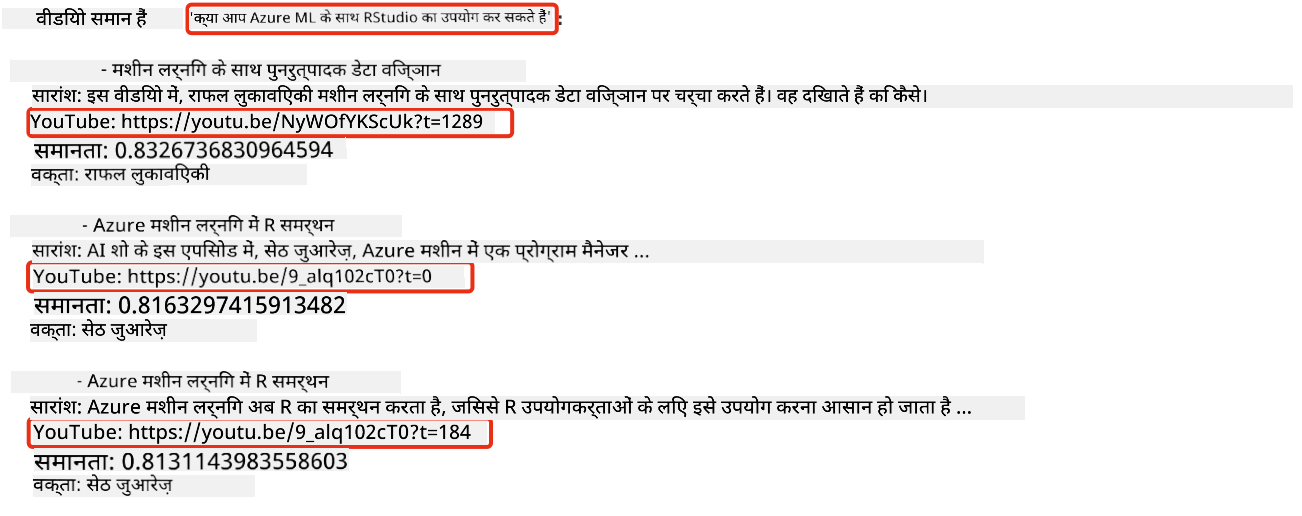 वीडियो समान हैं 'क्या आप Azure ML के साथ RStudio का उपयोग कर सकते हैं' :
- मशीन लर्निंग के साथ पुनरुत्पादक डेटा विज्ञान
सारांश: इस वीडियो में, राफल लुकावएिकी मशीन लर्निंग के साथ पुनरुत्पादक डेटा विज्ञान पर चर्चा करते हैं। वह दिखाते हैं कि कैसे।
YouTube: https://youtu.be/NyWOfYKScUk?t=1289
समानता: 0.8326736830964594
वक्ता: राफल लुकावएिकी
- Azure मशीन लर्निंग में R समर्थन
सारांश: AI शो के इस एपिसोड में, सेठ जुआरेज़, Azure मशीन में एक प्रोग्राम मैनेजर ...
YouTube: https://youtu.be/9_alq102cT0?t=0
समानता: 0.8163297415913482
वक्ता: सेठ जुआरेज़
- Azure मशीन लर्निंग में R समर्थन
सारांश: Azure मशीन लर्निंग अब R का समर्थन करता है, जिससे R उपयोगकर्ताओं के लिए इसे उपयोग करना आसान हो जाता है ...
YouTube: https://youtu.be/9_alq102cT0?t=184
समानता: 0.8131143983558603
वक्ता: सेठ जुआरेज़